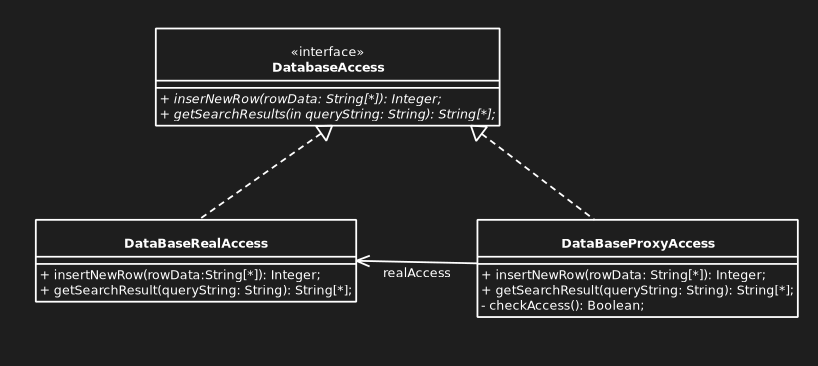 «interface»
DatabaseAccess
+ inserNewRow(rowData: String[*]): Integer;
+ getSearchResults(in queryString: String): String[*];
DataBaseRealAccess
+ insertNewRow(rowData:String[*]): Integer;
+ getSearchResult(queryString: String): String[*];
realAccess
DataBaseProxyAccess
+ insertNewRow(rowData: String[*]): Integer;
+ getSearchResult(queryString: String): String[*];
- checkAccess(): Boolean;